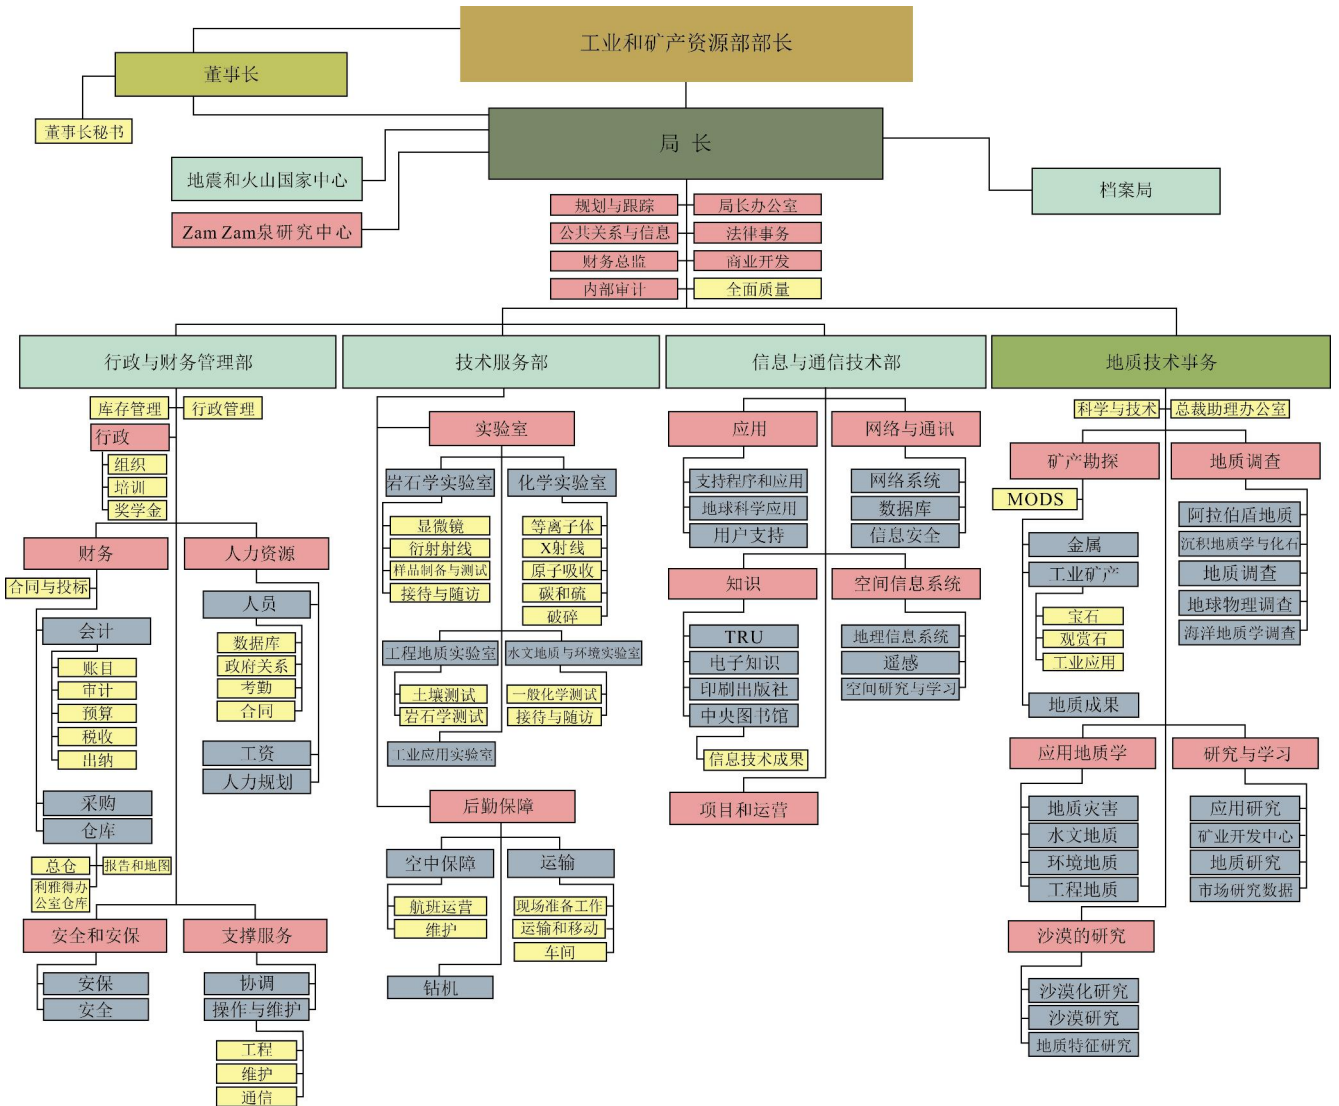 工业和矿产资源部部长
董事长
董事长秘书
局 长
地震和火山国家中心
档案局
Zam Zam泉研究中心
规划与跟踪
局长办公室
公共关系与信息
法律事务
财务总监
商业开发
内部审计
全面质量
行政与财务管理部
库存管理
行政管理
行政
组织
培训
奖学金
财务
合同与投标
会计
账目
审计
预算
税收
出纳
采购
仓库
总仓
报告和地图
利雅得办
公室仓库
人力资源
人员
数据库
政府关系
考勤
合同
工资
人力规划
安全和安保
安保
安全
支撑服务
协调
操作与维护
工程
维护
通信
技术服务部
实验室
岩石学实验室
显微镜
衍射射线
样品制备与测试
接待与随访
化学实验室
等离子体
X射线
原子吸收
碳和硫
破碎
工程地质实验室
土壤测试
岩石学测试
水文地质与环境实验室
一般化学测试
接待与随访
工业应用实验室
后勤保障
空中保障
航班运营
维护
运输
现场准备工作
运输和移动
车间
钻机
信息与通信技术部
应用
支持程序和应用
地球科学应用
用户支持
网络与通讯
网络系统
数据库
信息安全
知识
TRU
电子知识
印刷出版社
中央图书馆
信息技术成果
空间信息系统
地理信息系统
遥感
空间研究与学习
项目和运营
地质技术事务
科学与技术
总裁助理办公室
矿产勘探
MODS
金属
工业矿产
宝石
观赏石
工业应用
地质成果
地质调查
阿拉伯盾地质
沉积地质学与化石
地质调查
地球物理调查
海洋地质学调查
应用地质学
地质灾害
水文地质
环境地质
工程地质
研究与学习
应用研究
矿业开发中心
地质研究
市场研究数据
沙漠的研究
沙漠化研究
沙漠研究
地质特征研究